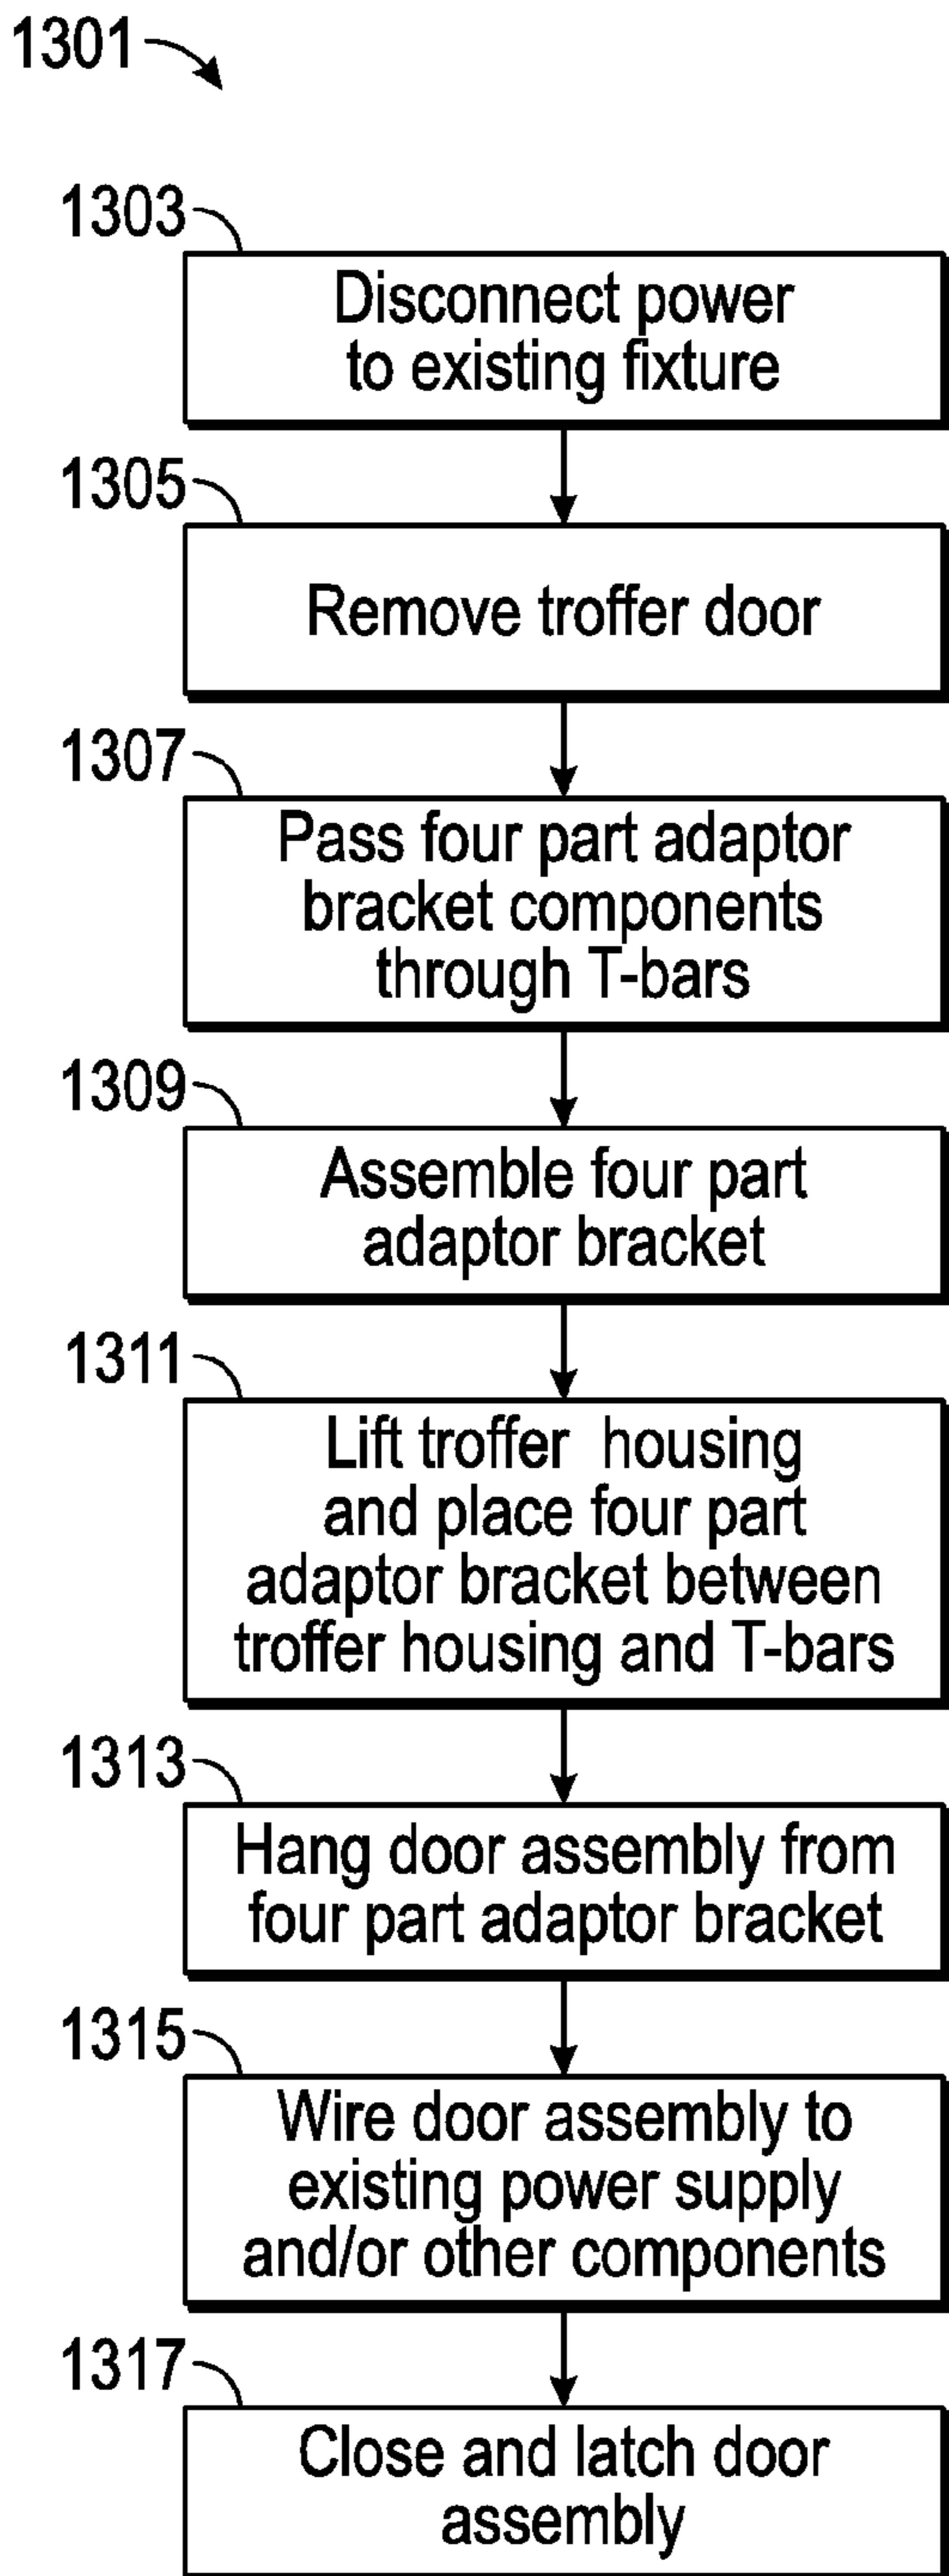 1301
1303
Disconnect power
to existing fixture
1305
Remove troffer door
1307
Pass four part adaptor
bracket components
through T-bars
1309
Assemble four part
adaptor bracket
1311
Lift troffer housing
and place four part
adaptor bracket between
troffer housing and T-bars
1313
Hang door assembly from
four part adaptor bracket
1315
Wire door assembly to
existing power supply
and/or other components
1317
Close and latch door
assembly